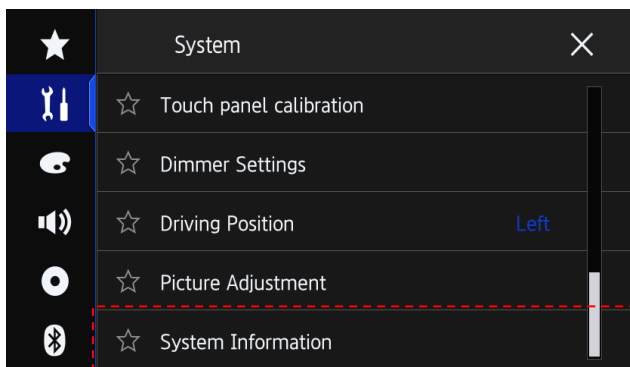 System
Touch panel calibration
Dimmer Settings
Driving Position Left
Picture Adjustment
System Information